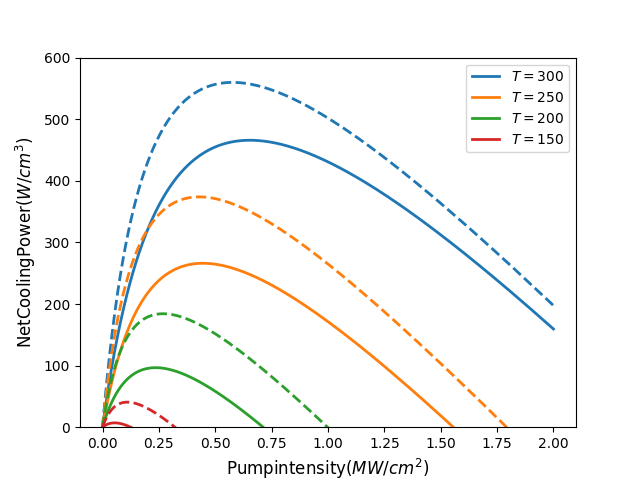 600
500
400
300
200
100
0
NetCoolingPower(W/cm³)
0.00 0.25 0.50 0.75 1.00 1.25 1.50 1.75 2.00
Pumpintensity(MW/cm²)
T = 300
T = 250
T = 200
T = 150